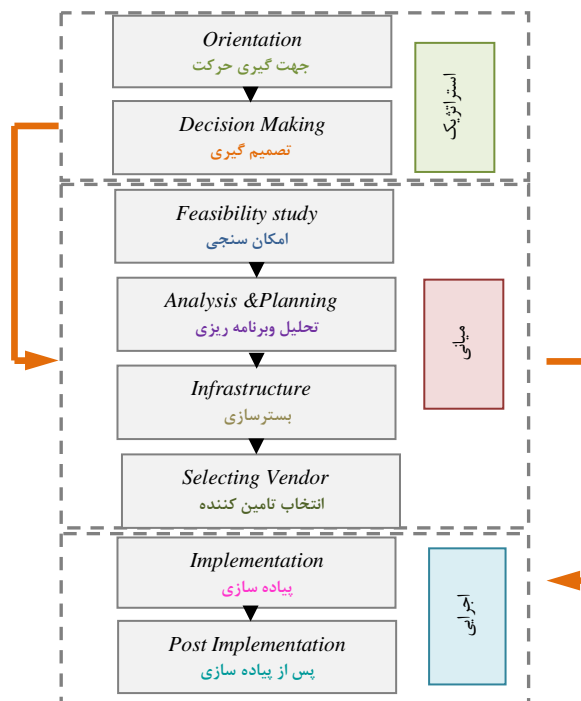 Orientation
جهت گیری حرکت
استراتژیک
Decision Making
تصمیم گیری
Feasibility study
امکان سنجی
Analysis &Planning
تحلیل وبرنامه ریزی
میانی
Infrastructure
بسترسازی
Selecting Vendor
انتخاب تامین کننده
Implementation
پیاده سازی
اجرایی
Post Implementation
پس از پیاده سازی